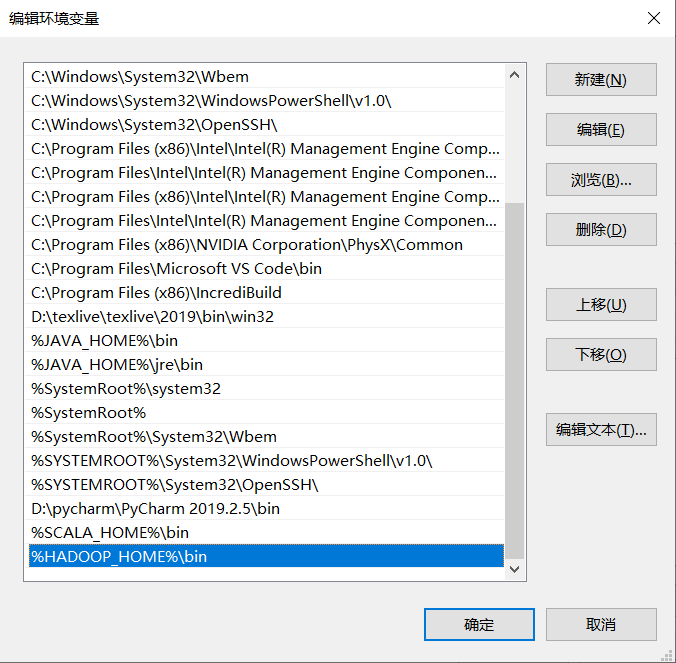 编辑环境变量
C:\Windows\System32\Wbem
C:\Windows\System32\WindowsPowerShell\v1.0\
C:\Windows\System32\OpenSSH\
C:\Program Files (x86)\Intel\Intel(R) Management Engine Comp...
C:\Program Files\Intel\Intel(R) Management Engine Componen...
C:\Program Files (x86)\Intel\Intel(R) Management Engine Comp...
C:\Program Files\Intel\Intel(R) Management Engine Componen...
C:\Program Files (x86)\NVIDIA Corporation\PhysX\Common
C:\Program Files\Microsoft VS Code\bin
C:\Program Files (x86)\IncrediBuild
D:\texlive\texlive\2019\bin\win32
%JAVA_HOME%\bin
%JAVA_HOME%\jre\bin
%SystemRoot%\system32
%SystemRoot%
%SystemRoot%\System32\Wbem
%SYSTEMROOT%\System32\WindowsPowerShell\v1.0\
%SYSTEMROOT%\System32\OpenSSH\
D:\pycharm\PyCharm 2019.2.5\bin
%SCALA_HOME%\bin
%HADOOP_HOME%\bin
新建(N)
编辑(E)
浏览(B)...
删除(D)
上移(U)
下移(O)
编辑文本(T)...
确定
取消